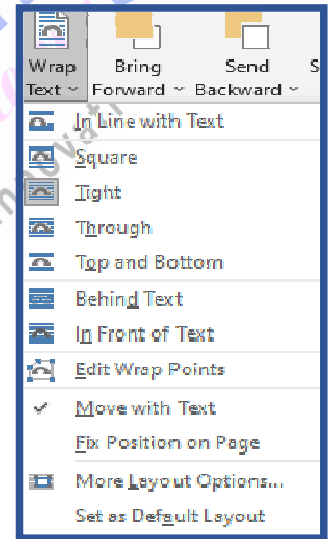 Wrap Bring Send S
Text Forward Backward
In Line with Text
Square
Tight
Through
Top and Bottom
Behind Text
In Front of Text
Edit Wrap Points
Move with Text
Fix Position on Page
More Layout Options...
Set as Default Layout